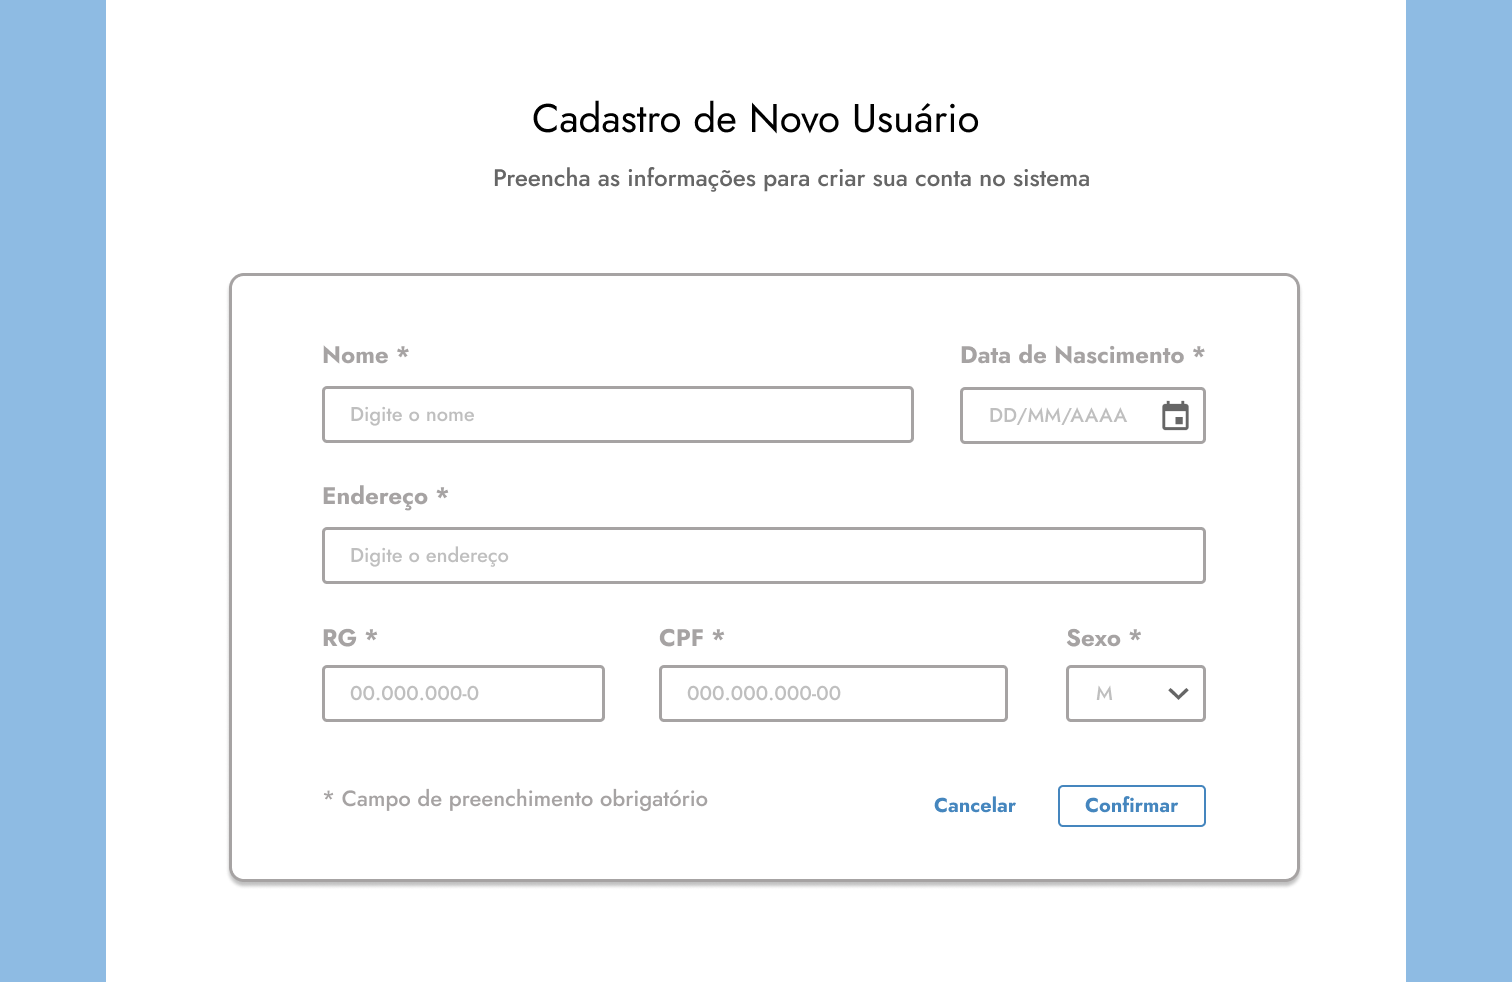 Cadastro de Novo Usuário
Preencha as informações para criar sua conta no sistema
Nome * Data de Nascimento *
Digite o nome DD/MM/AAAA
Endereço *
Digite o endereço
RG * CPF * Sexo *
00.000.000-0 000.000.000-00 M
* Campo de preenchimento obrigatório
Cancelar Confirmar